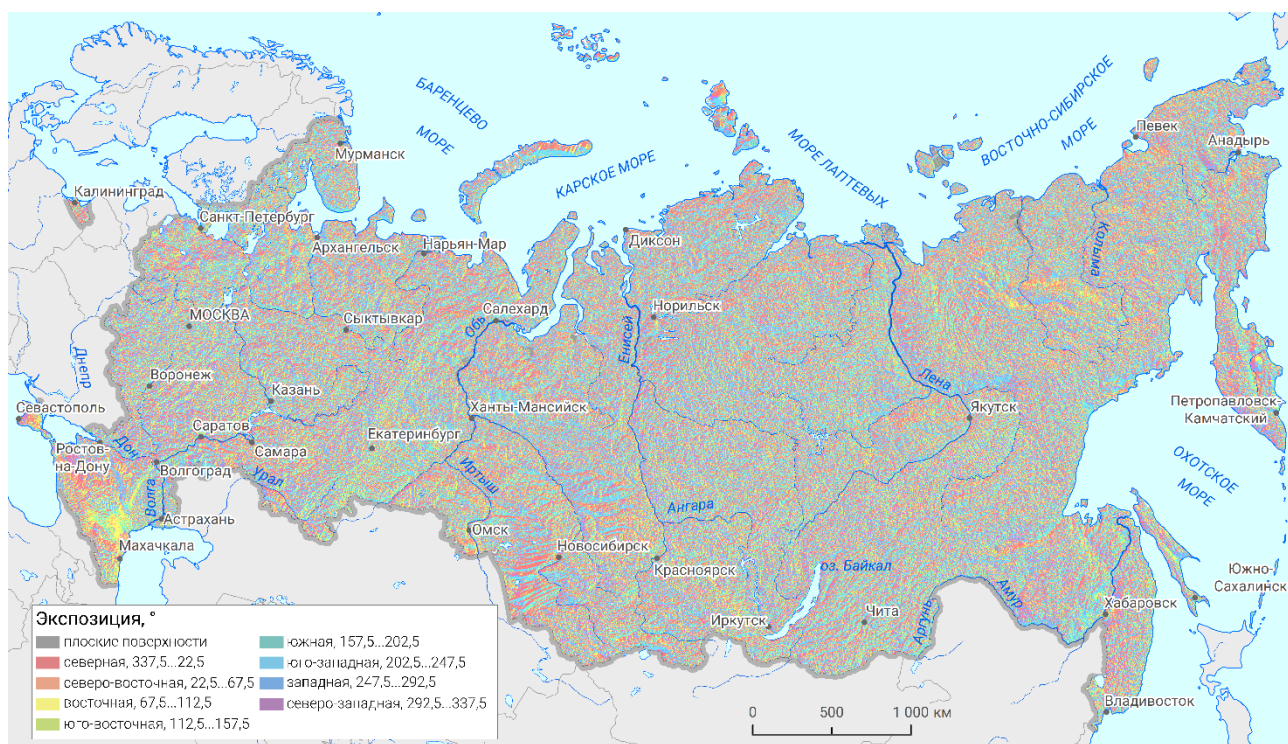 БАРЕНЦЕВО
МОРЕ
КАРСКОЕ МОРЕ
МОРЕ ЛАПТЕВЫХ
ВОСТОЧНО-СИБИРСКОЕ
МОРЕ
Певек
Анадырь
Мурманск
Калининград
Санкт-Петербург
Архангельск
Нарьян-Мар
Диксон
Колыма
МОСКВА
Сыктывкар
Салехард
Обь
Енисей
Норильск
Днепр
Воронеж
Казань
Ханты-Мансийск
Лена
Якутск
Петропавловск-
Камчатский
Севастополь
Саратов
Самара
Екатеринбург
Ростов-
на-Дону
Дон
Волгоград
Урал
Иртыш
ОХОТСКОЕ
МОРЕ
Волга
Астрахань
Омск
Ангара
Махачкала
Новосибирск
Красноярск
оз. Байкал
Южно-
Сахалинск
Иркутск
Чита
Аргунь
Амур
Хабаровск
Владивосток
Экспозиция, °
плоские поверхности
северная, 337,5...22,5
северо-восточная, 22,5...67,5
восточная, 67,5...112,5
юго-восточная, 112,5...157,5
южная, 157,5...202,5
юго-западная, 202,5...247,5
западная, 247,5...292,5
северо-западная, 292,5...337,5
0 500 1 000 км